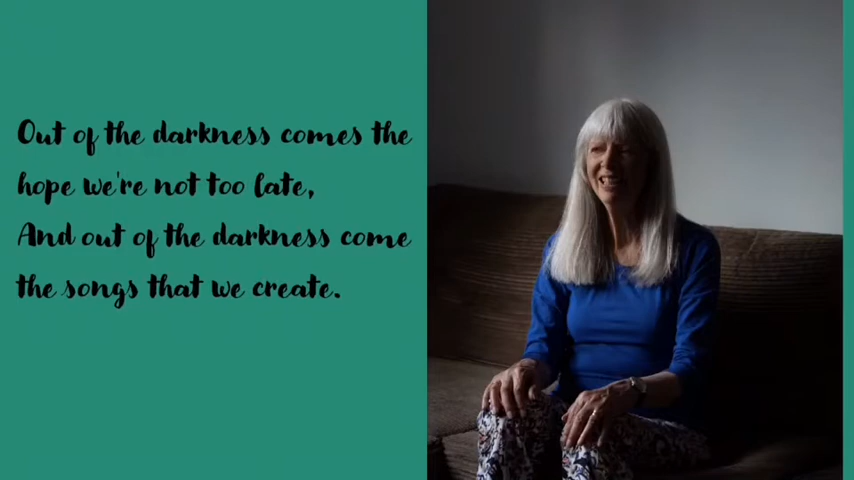 Out of the darkness comes the
hope we're not too late,
And out of the darkness come
the songs that we create.